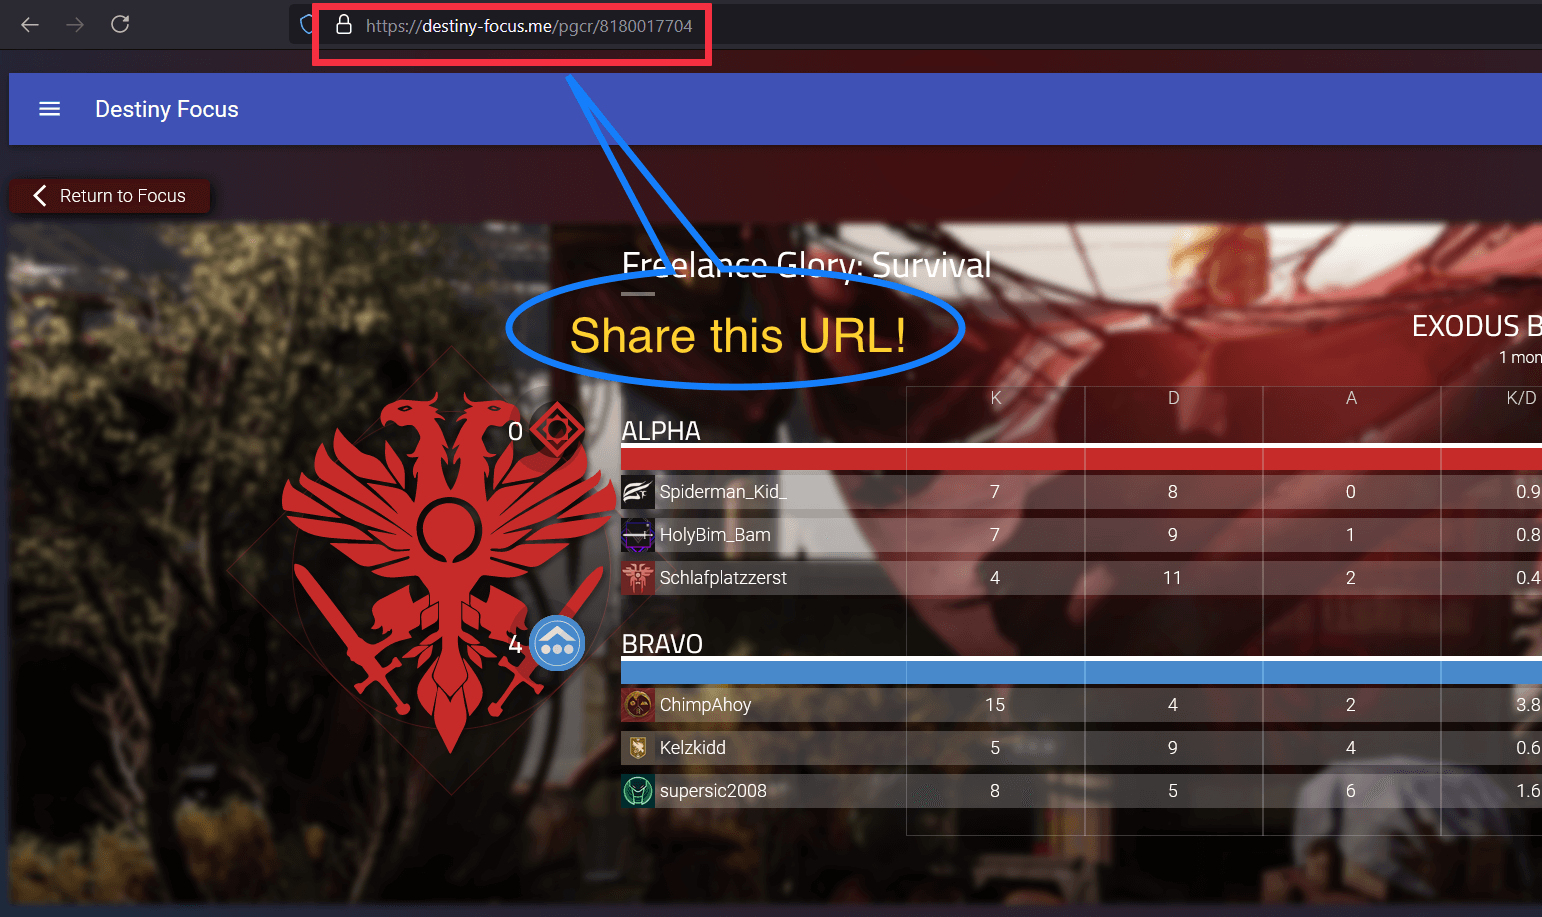 https://destiny-focus.me/pgcr/8180017704
Destiny Focus
Return to Focus
Freelance Glory: Survival
Share this URL!
EXODUS B
1 mon
K D A K/D
0
ALPHA
Spiderman_Kid_ 7 8 0 0.9
HolyBim_Bam 7 9 1 0.8
Schlafplatzzerst 4 11 2 0.4
4
BRAVO
ChimpAhoy 15 4 2 3.8
Kelzkidd 5 9 4 0.6
supersic2008 8 5 6 1.6